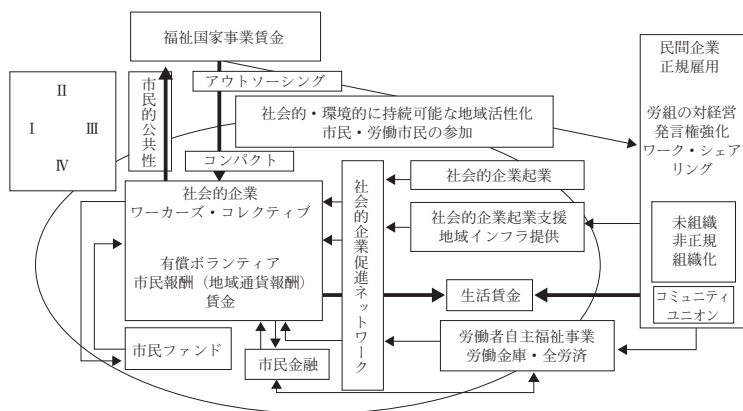 福祉国家事業賃金
Ⅱ
Ⅰ
Ⅲ
Ⅳ
市民的公共性
アウトソーシング
コンパクト
社会的・環境的に持続可能な地域活性化
市民・労働市民の参加
民間企業
正規雇用
労組の対経営
発言権強化
ワーク・シェア
リング
未組織
非正規
組織化
コミュニティ
ユニオン
社会的企業
ワーカーズ・コレクティブ
有償ボランティア
市民報酬（地域通貨報酬）
賃金
社会的企業促進ネットワーク
社会的企業起業
社会的企業起業支援
地域インフラ提供
生活賃金
市民ファンド
市民金融
労働者自主福祉事業
労働金庫・全労済